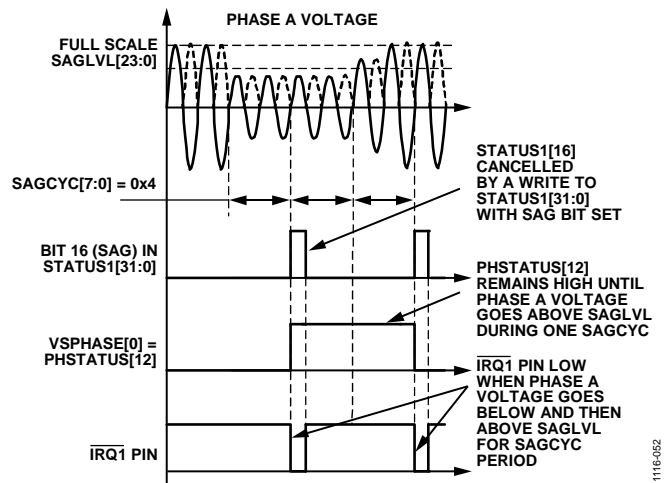 PHASE A VOLTAGE
FULL SCALE
SAGLVL[23:0]
SAGCYC[7:0] = 0x4
STATUS1[16]
CANCELLED
BY A WRITE TO
STATUS1[31:0]
WITH SAG BIT SET
BIT 16 (SAG) IN
STATUS1[31:0]
PHSTATUS[12]
REMAINS HIGH UNTIL
PHASE A VOLTAGE
GOES ABOVE SAGLVL
DURING ONE SAGCYC
VSPHASE[0] =
PHSTATUS[12]
IRQ1 PIN LOW
WHEN PHASE A
VOLTAGE GOES
BELOW AND THEN
ABOVE SAGLVL
FOR SAGCYC
PERIOD
IRQ1 PIN
1116-052